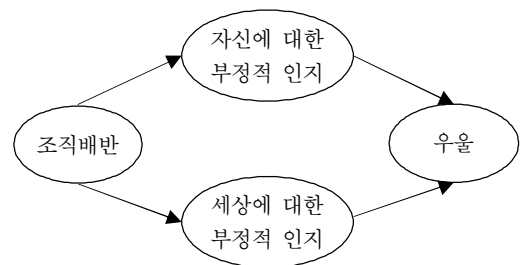 자신에 대한
부정적 인지
조직배반
우울
세상에 대한
부정적 인지